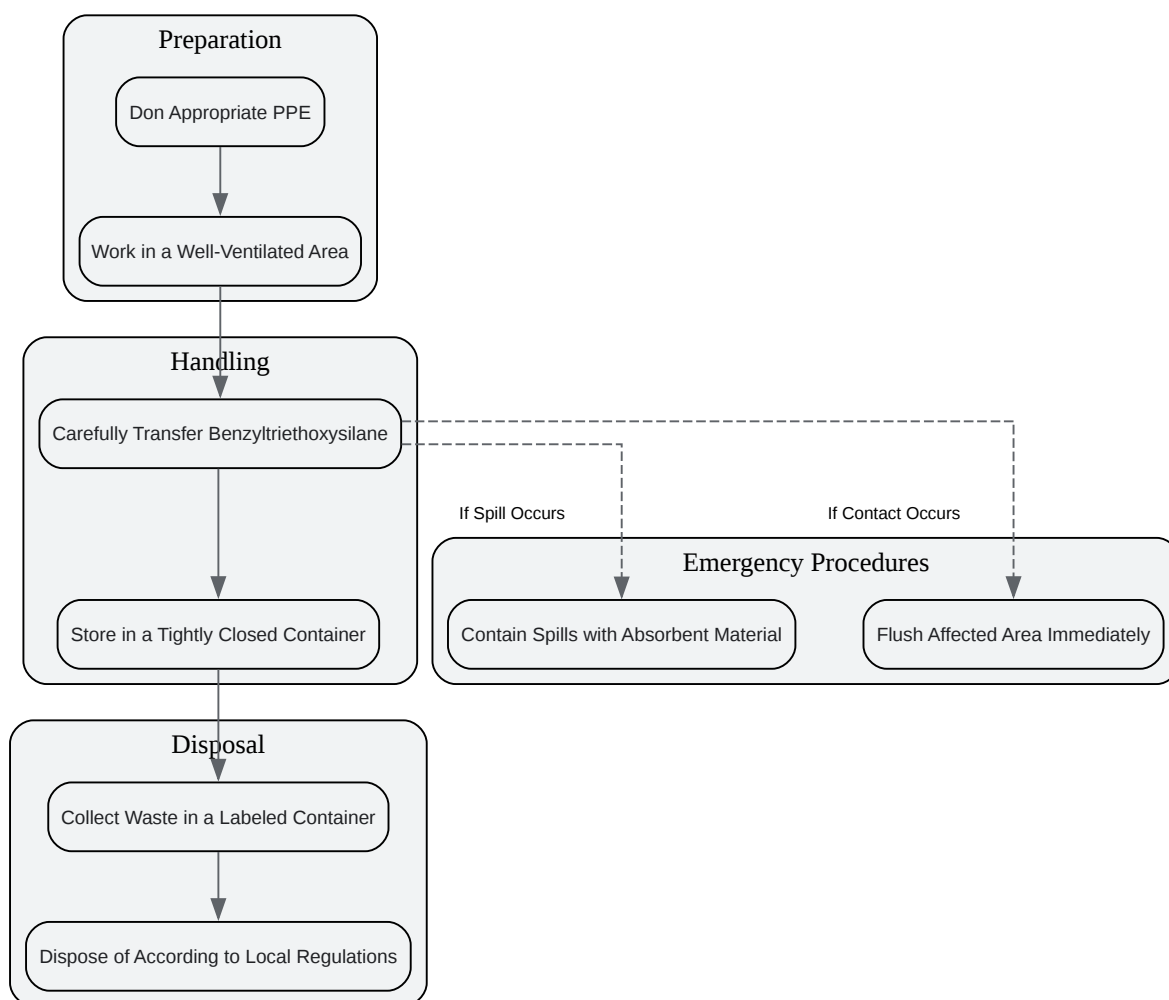 Preparation
Don Appropriate PPE
Work in a Well-Ventilated Area
Handling
Carefully Transfer Benzyltriethoxysilane
If Spill Occurs
If Contact Occurs
Emergency Procedures
Store in a Tightly Closed Container
Contain Spills with Absorbent Material
Flush Affected Area Immediately
Disposal
Collect Waste in a Labeled Container
Dispose of According to Local Regulations